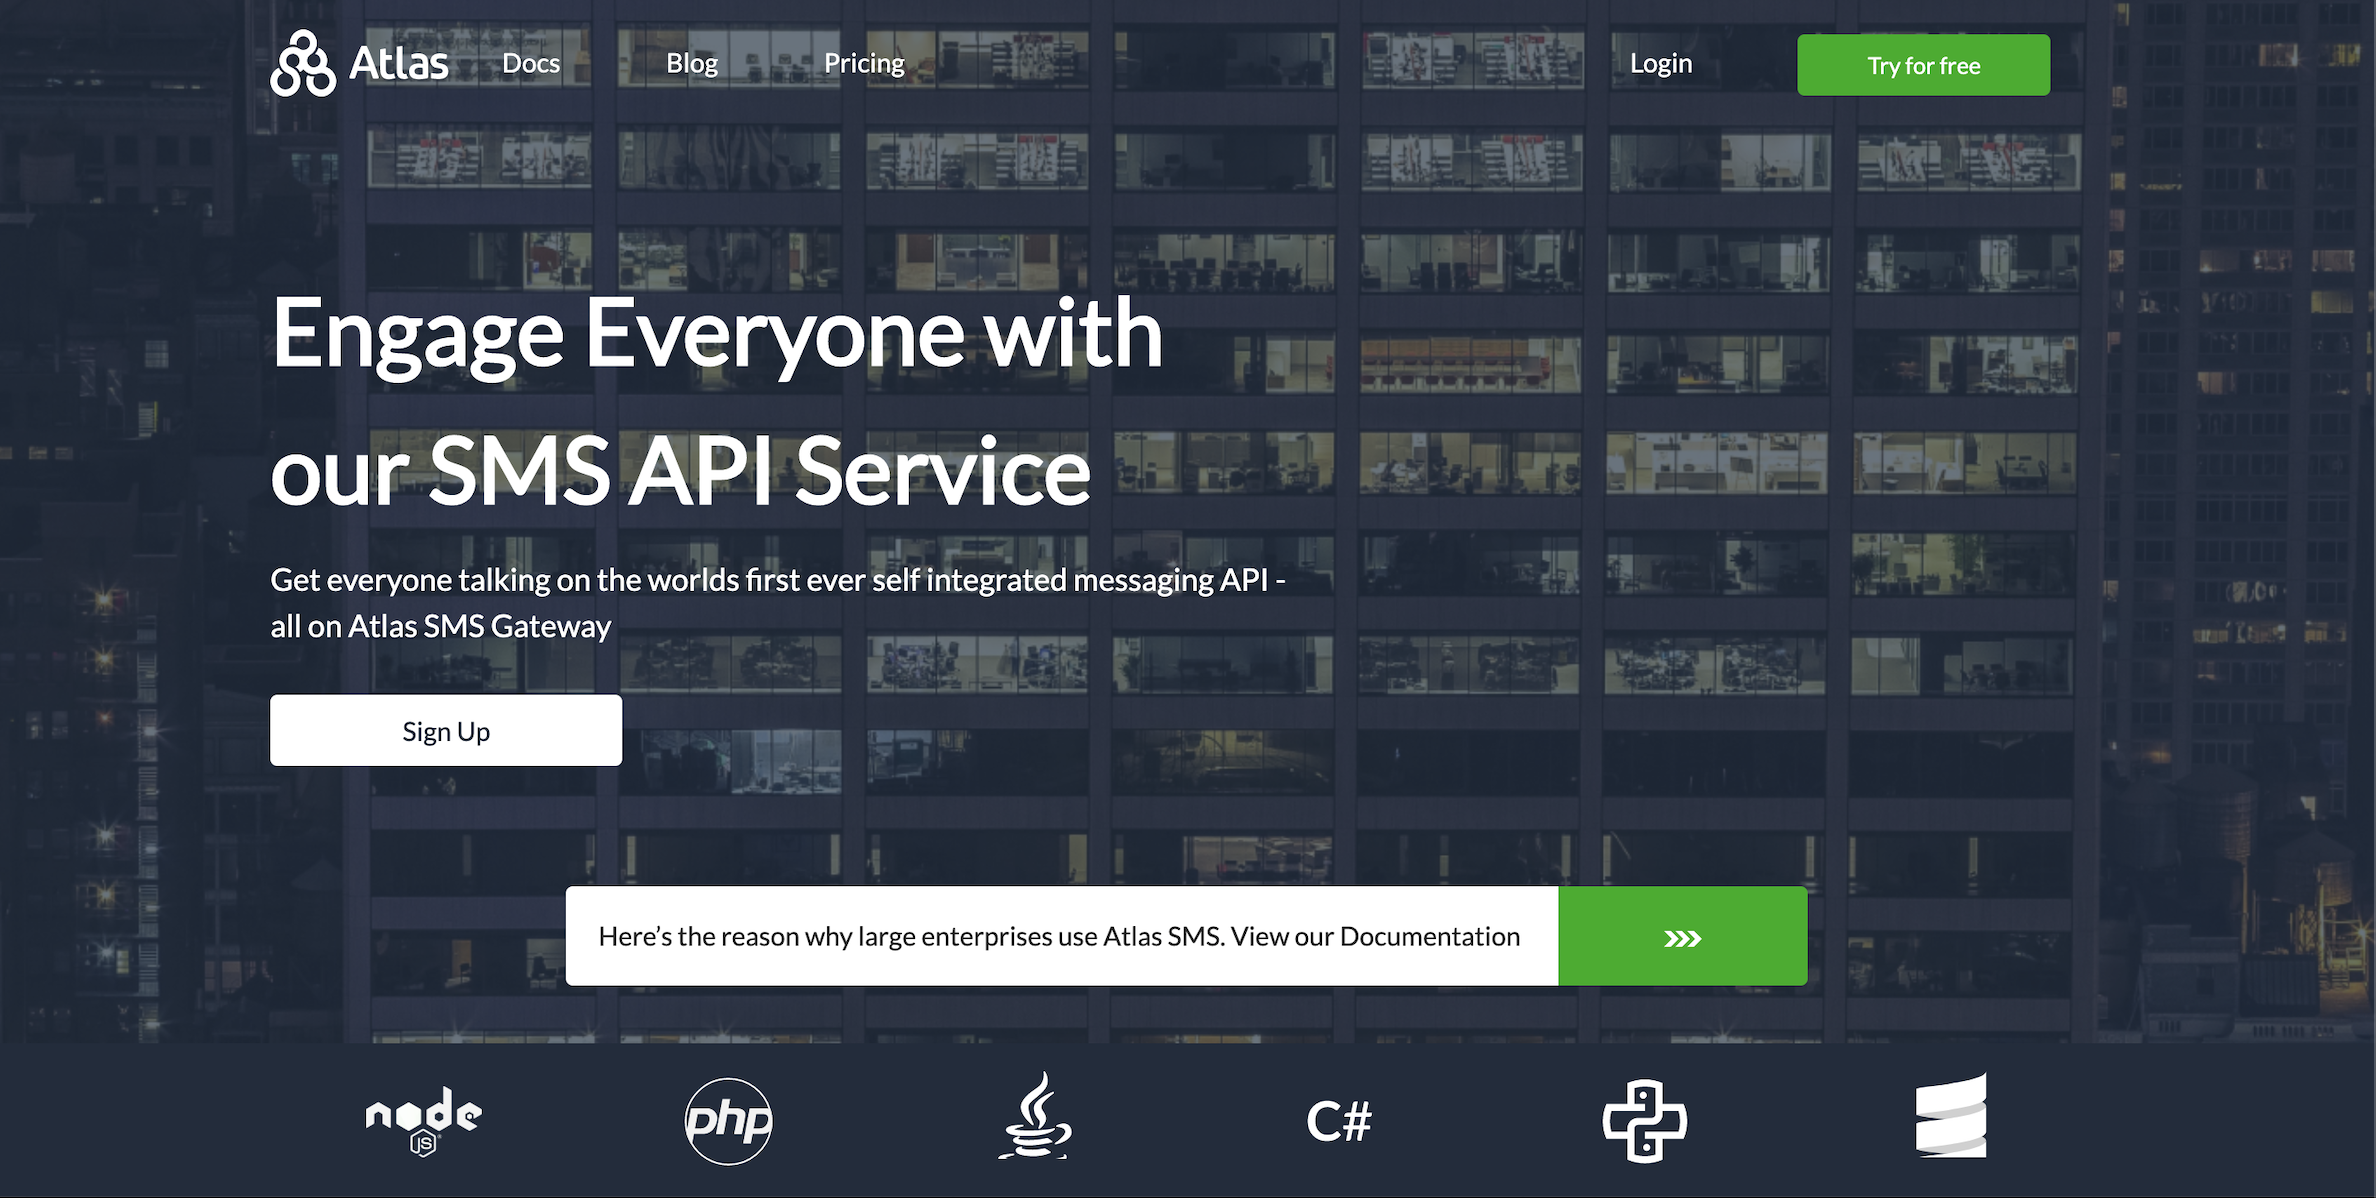 Atlas Docs Blog Pricing Login Try for free
Engage Everyone with
our SMS API Service
Get everyone talking on the worlds first ever self integrated messaging API -
all on Atlas SMS Gateway
Sign Up
Here’s the reason why large enterprises use Atlas SMS. View our Documentation
node php C#
JS